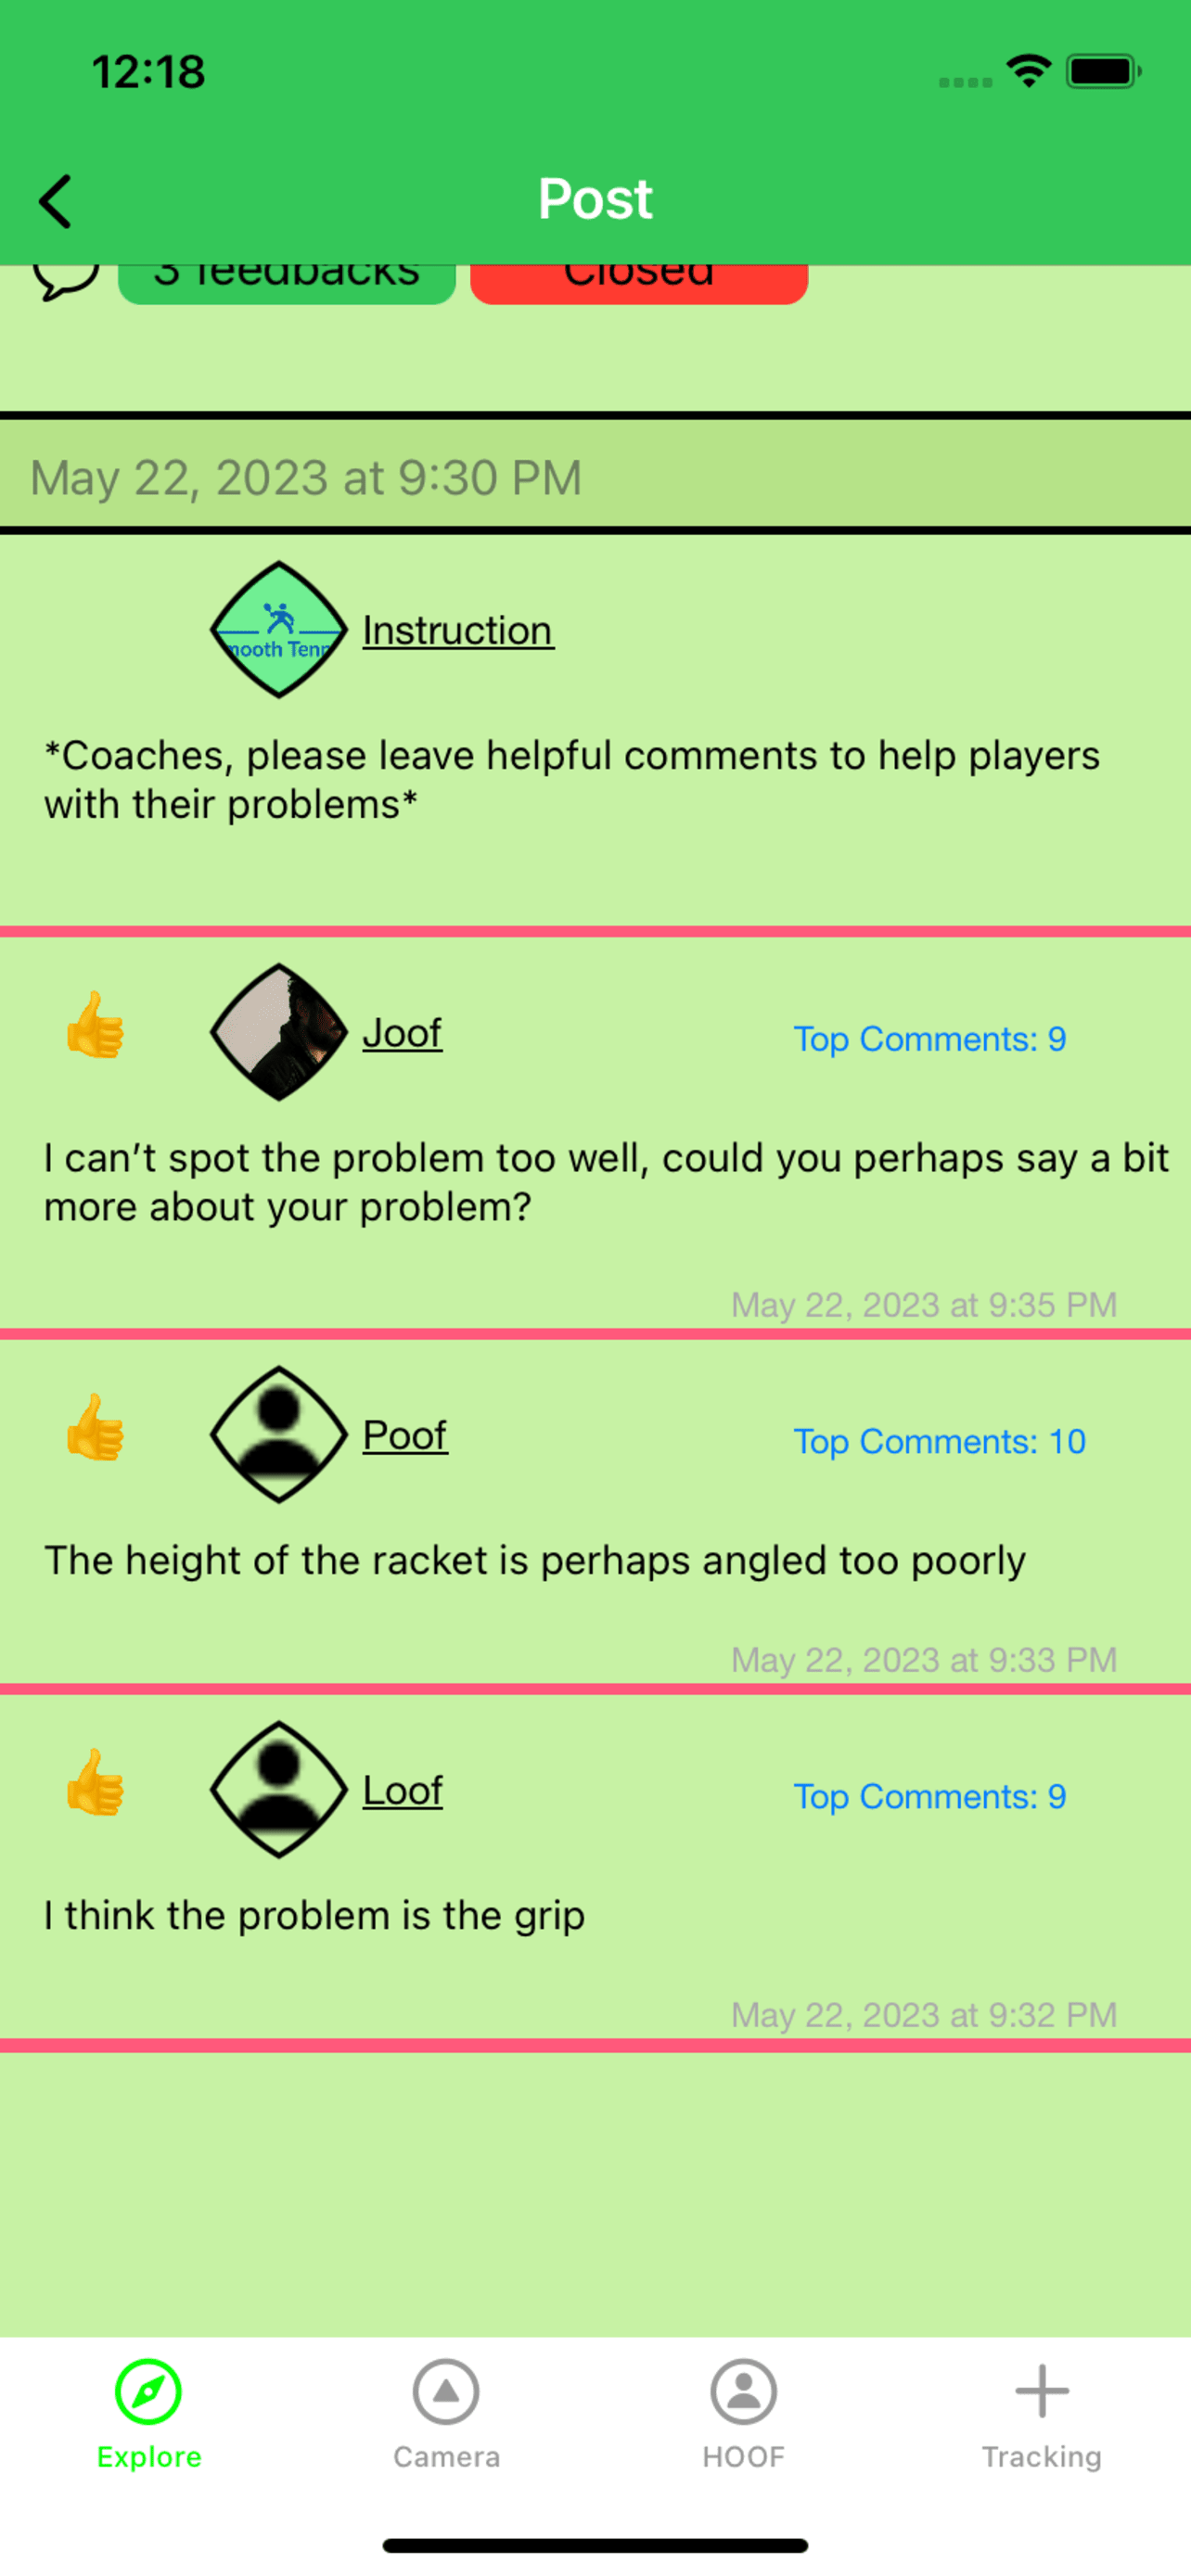 12:18
Post
3 feedbacks
Closed
May 22, 2023 at 9:30 PM
mooth Tenn
Instruction
*Coaches, please leave helpful comments to help players
with their problems*
Joof
Top Comments: 9
I can’t spot the problem too well, could you perhaps say a bit
more about your problem?
May 22, 2023 at 9:35 PM
Poof
Top Comments: 10
The height of the racket is perhaps angled too poorly
May 22, 2023 at 9:33 PM
Loof
Top Comments: 9
I think the problem is the grip
May 22, 2023 at 9:32 PM
Explore
Camera
HOOF
Tracking